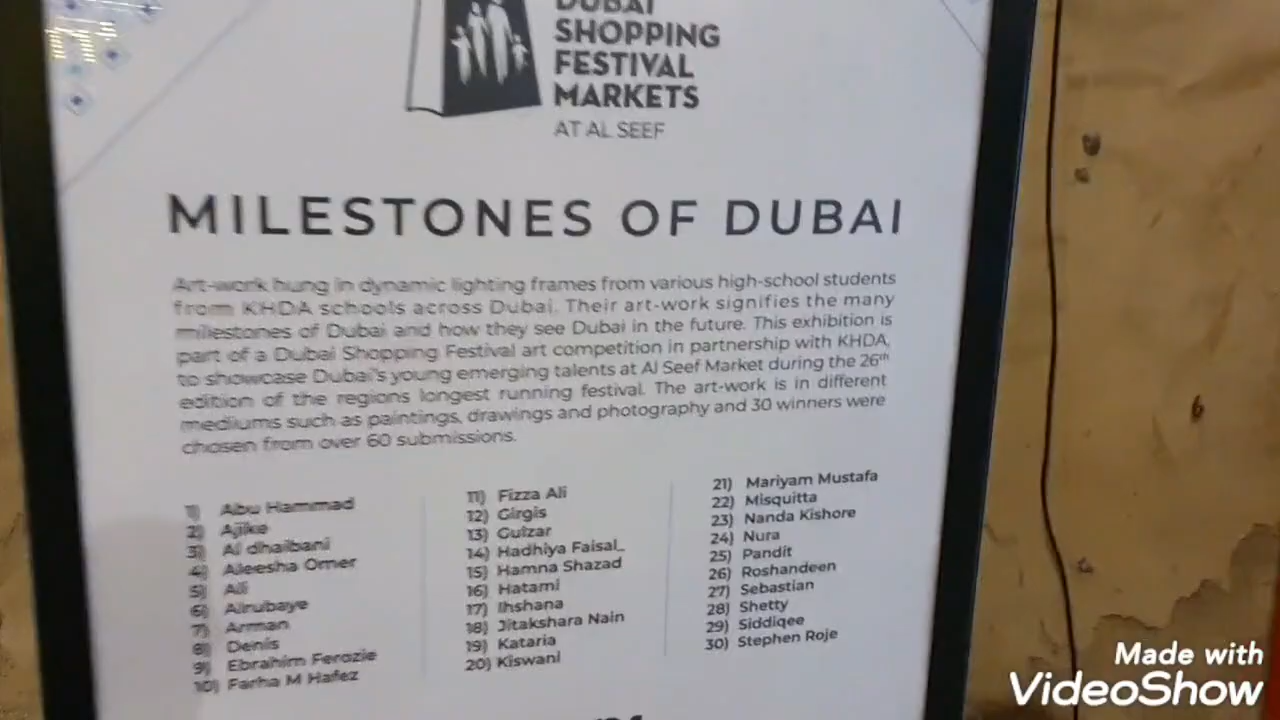 DUBAI
SHOPPING
FESTIVAL
MARKETS
AT AL SEEF
MILESTONES OF DUBAI
Art-work hung in dynamic lighting frames from various high-school students
from KHDA schools across Dubai. Their art-work signifies the many
milestones of Dubai and how they see Dubai in the future. This exhibition is
part of a Dubai Shopping Festival art competition in partnership with KHDA,
to showcase Dubai's young emerging talents at Al Seef Market during the 26th
edition of the regions longest running festival. The art-work is in different
mediums such as paintings, drawings and photography and 30 winners were
chosen from over 60 submissions.
1) Abu Hammad
2) Ajike
3) Al dhaibani
4) Aleesha Omer
5) Ali
6) Alrubaye
7) Arman
8) Denis
9) Ebrahim Ferozie
10) Farha M Hafez
11) Fizza Ali
12) Girgis
13) Gulzar
14) Hadhiya Faisal_
15) Hamna Shazad
16) Hatami
17) Ihshana
18) Jitakshara Nain
19) Kataria
20) Kiswani
21) Mariyam Mustafa
22) Misquitta
23) Nanda Kishore
24) Nura
25) Pandit
26) Roshandeen
27) Sebastian
28) Shetty
29) Siddiqee
30) Stephen Roje
6
Made with
VideoShow